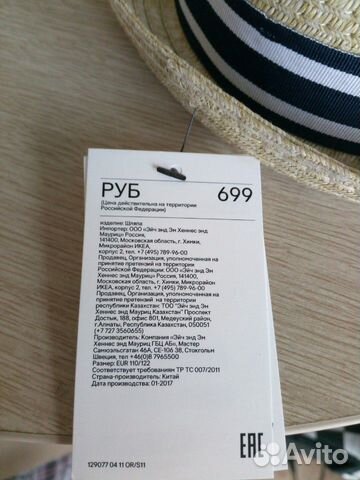 РУБ 699
(Цена действительна на территории
Российской Федерации)
изделие: Шляпа
Импортер: ООО «Эйч энд Эм Хеннес энд
Мауриц» Россия,
141400, Московская область, г. Химки,
Микрорайон ИКЕА,
корпус 2, тел. +7 (495) 789-96-00
Продавец, Организация, уполномоченная на
принятие претензий на территории
Российской Федерации: ООО «Эйч энд Эм
Хеннес энд Мауриц» Россия, 141400,
Московская область, г. Химки, Микрорайон
ИКЕА, корпус 2, тел. +7 (495) 789-96-00
Продавец, Организация, уполномоченная на
принятие претензий на территории
республики Казахстан: ТОО "Эйч Энд Эм
Хеннес энд Мауриц Казахстан" Проспект
Достык, 188, офис 801, Медеуский район,
г.Алматы, Республика Казахстан, 050051
(+7 727 3560655)
Производитель: Компания «Эйч энд Эм
Хеннес энд Мауриц ГБЦ АБ», Мастер
Самюэльсгатан 46А, СЕ-106 38, Стокгольм
Швеция, тел +46(0)8 7965500
Размер: EUR 110/122
Соответствует требованиям ТР ТС 007/2011
Страна производитель: Китай
Дата производства: 01-2017
EAC
129077 04 11 OR/S11
Avito